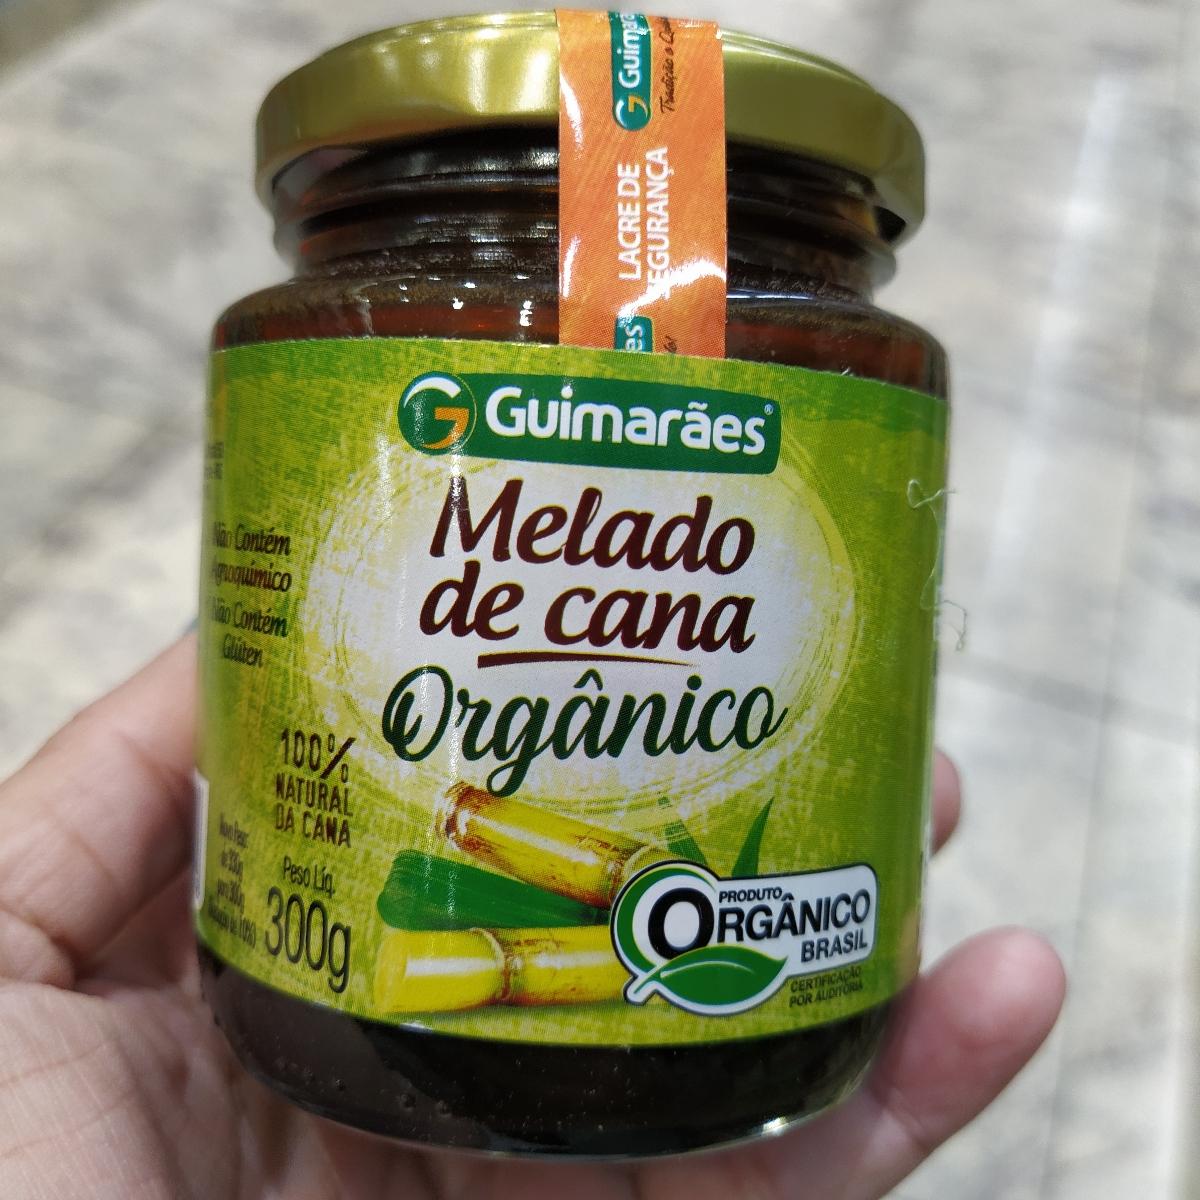 Guimarães
LACRE DE
SEGURANÇA
Guimarães®
Melado
de cana
Orgânico
Não Contém
Agroquímico
Não Contém
Glúten
100%
NATURAL
DA CANA
Peso Líq.
300g
PRODUTO
ORGÂNICO
BRASIL
CERTIFICAÇÃO
POR AUDITORIA